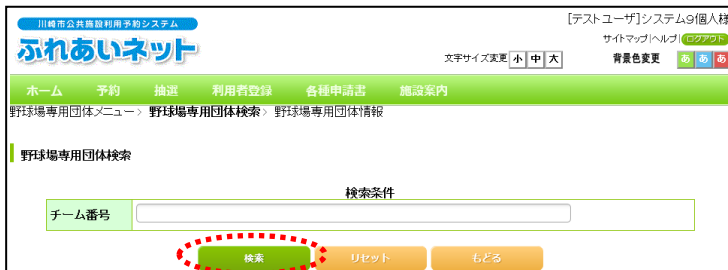 川崎市公共施設利用予約システム
ふれあいネット
[テストユーザ]システム9個人様
サイトマップ|ヘルプ|ログアウト
文字サイズ変更 小 中 大 背景色変更 あ あ あ
ホーム 予約 抽選 利用者登録 各種申請書 施設案内
野球場専用団体メニュー> 野球場専用団体検索> 野球場専用団体情報
野球場専用団体検索
検索条件
チーム番号
検索 リセット もどる